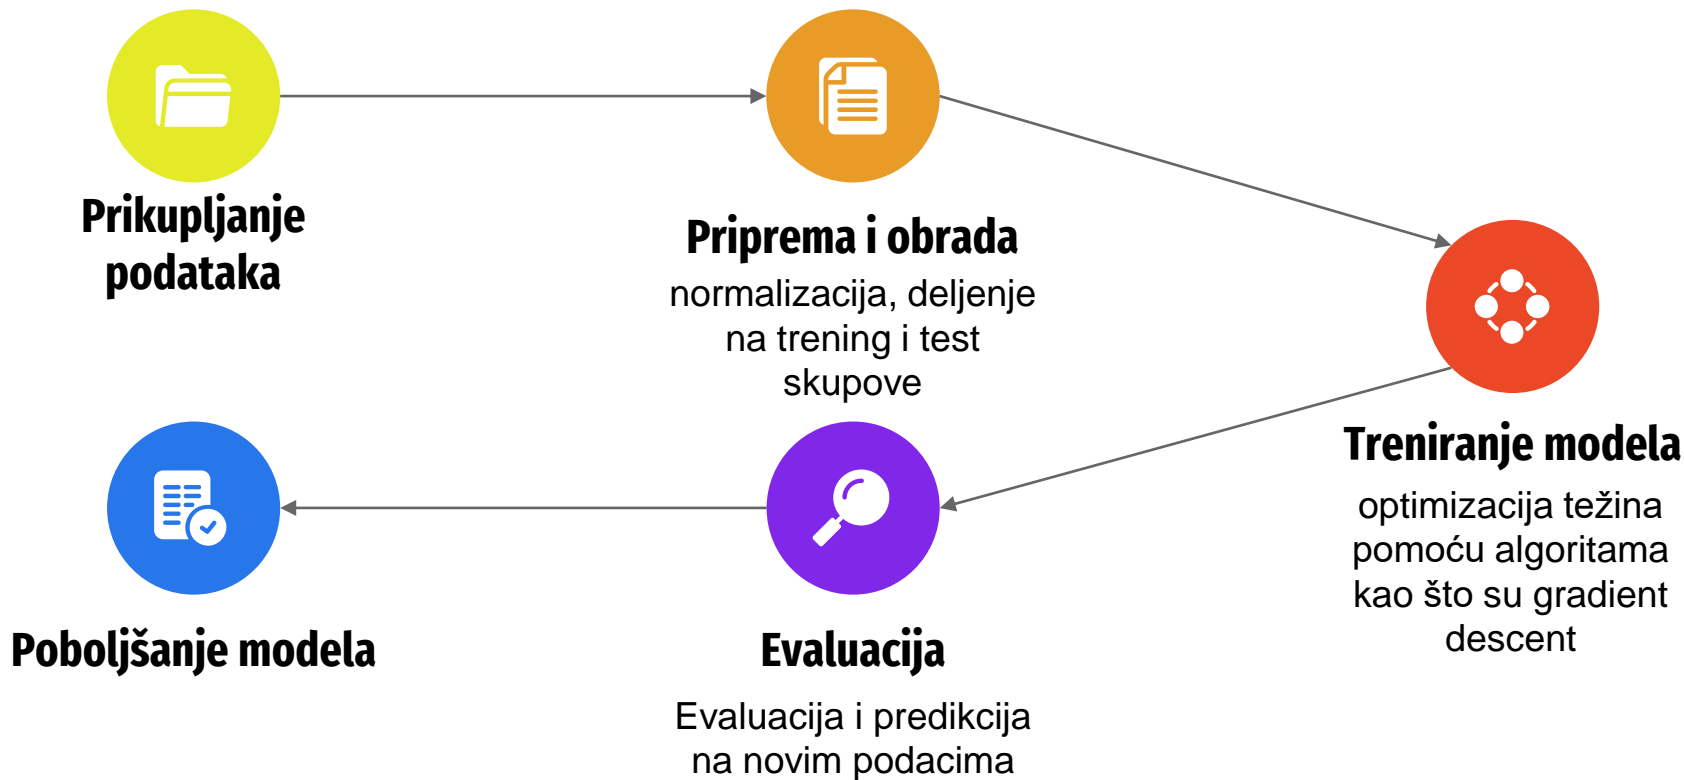 Prikupljanje
podataka
Priprema i obrada
normalizacija, deljenje
na trening i test
skupove
Treniranje modela
optimizacija težina
pomoću algoritama
kao što su gradient
descent
Evaluacija
Evaluacija i predikcija
na novim podacima
Poboljšanje modela